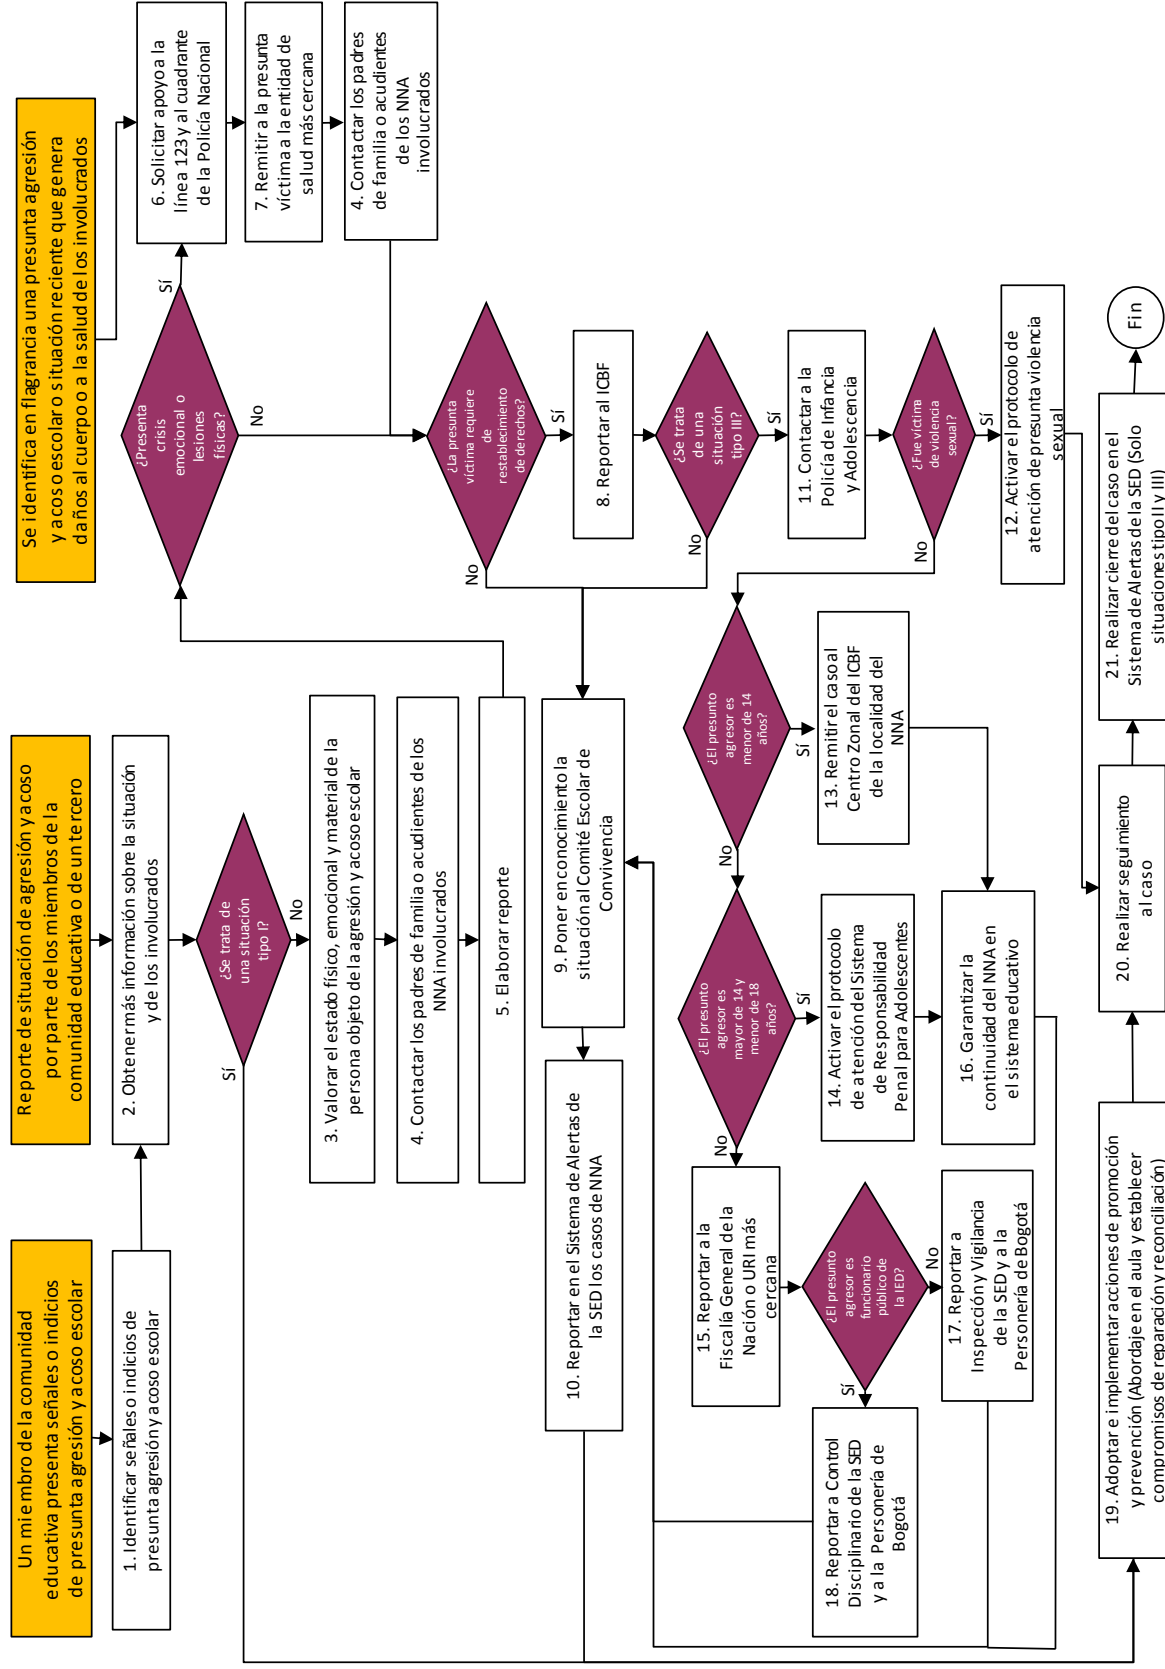 Un miembro de la comunidad
educativa presenta señales o indicios
de presunta agresión y acoso escolar
Reporte de situación de agresión y acoso
por parte de los miembros de la
comunidad educativa o de un tercero
Se identifica en flagrancia una presunta agresión
y acoso escolar o situación reciente que genera
daños al cuerpo o a la salud de los involucrados
1. Identificar señales o indicios de
presunta agresión y acoso escolar
2. Obtener más información sobre la situación
y de los involucrados
¿Se trata de
una situación
tipo I?
Sí
No
3. Valorar el estado físico, emocional y material de la
persona objeto de la agresión y acoso escolar
4. Contactar los padres de familia o acudientes de los
NNA involucrados
5. Elaborar reporte
¿Presenta
crisis
emocional o
lesiones
físicas?
Sí
No
6. Solicitar apoyo a la
línea 123 y al cuadrante
de la Policía Nacional
7. Remitir a la presunta
víctima a la entidad de
salud más cercana
4. Contactar los padres
de familia o acudientes
de los NNA
involucrados
¿La presunta
víctima requiere
de
restablecimiento
de derechos?
No
Sí
8. Reportar al ICBF
¿Se trata
de una
situación
tipo III?
No
Sí
9. Poner en conocimiento la
situación al Comité Escolar de
Convivencia
10. Reportar en el Sistema de Alertas de
la SED los casos de NNA
11. Contactar a la
Policía de Infancia
y Adolescencia
¿Fue víctima
de violencia
sexual?
No
Sí
12. Activar el protocolo de
atención de presunta violencia
sexual
¿El presunto
agresor es
menor de 14
años?
No
Sí
13. Remitir el caso al
Centro Zonal del ICBF
de la localidad del
NNA
¿El presunto
agresor es
mayor de 14 y
menor de 18
años?
No
Sí
14. Activar el protocolo
de atención del Sistema
de Responsabilidad
Penal para Adolescentes
15. Reportar a la
Fiscalía General de la
Nación o URI más
cercana
16. Garantizar la
continuidad del NNA en
el sistema educativo
¿El presunto
agresor es
funcionario
público de
la IED?
Sí
No
17. Reportar a
Inspección y Vigilancia
de la SED y a la
Personería de Bogotá
18. Reportar a Control
Disciplinario de la SED
y a la Personería de
Bogotá
19. Adoptar e implementar acciones de promoción
y prevención (Abordaje en el aula y establecer
compromisos de reparación y reconciliación)
20. Realizar seguimiento
al caso
21. Realizar cierre del caso en el
Sistema de Alertas de la SED (Solo
situaciones tipo II y III)
Fin